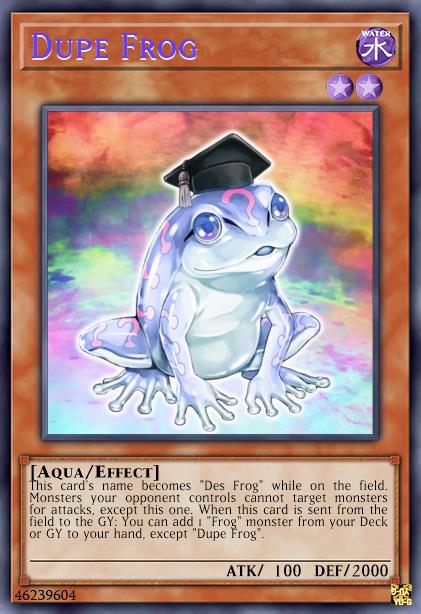 Dupe Frog
WATER
水
[Aqua/Effect]
This card's name becomes "Des Frog" while on the field.
Monsters your opponent controls cannot target monsters
for attacks, except this one. When this card is sent from
the field to the GY: You can add 1 "Frog" monster from your Deck
or GY to your hand, except "Dupe Frog".
ATK/ 100 DEF/2000
46239604